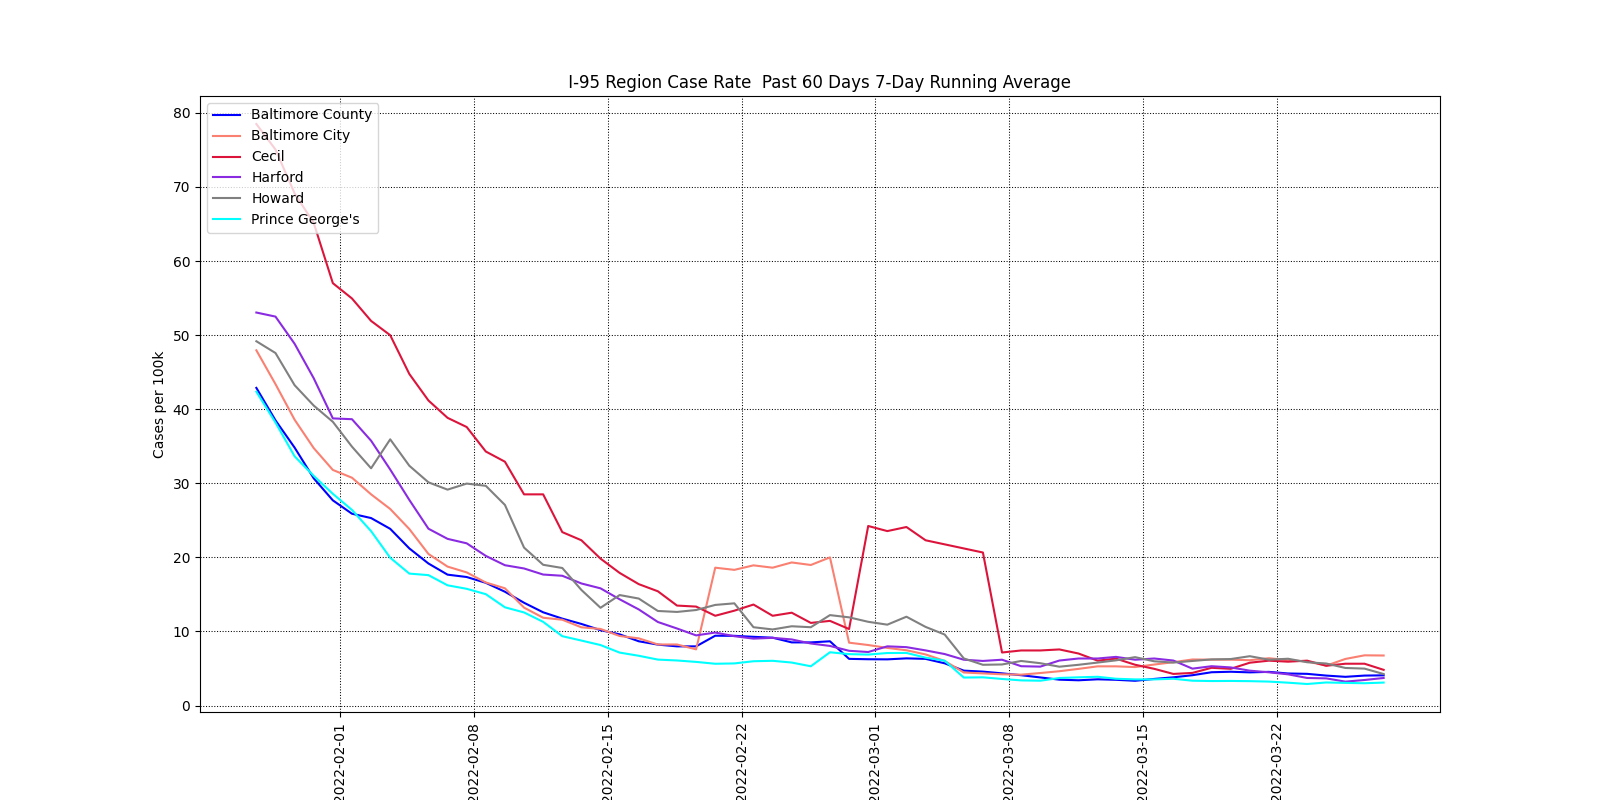 I-95 Region Case Rate  Past 60 Days 7-Day Running Average
Baltimore County
Baltimore City
Cecil
Harford
Howard
Prince George's
Cases per 100k
80
70
60
50
40
30
20
10
0
2022-02-01
2022-02-08
2022-02-15
2022-02-22
2022-03-01
2022-03-08
2022-03-15
2022-03-22